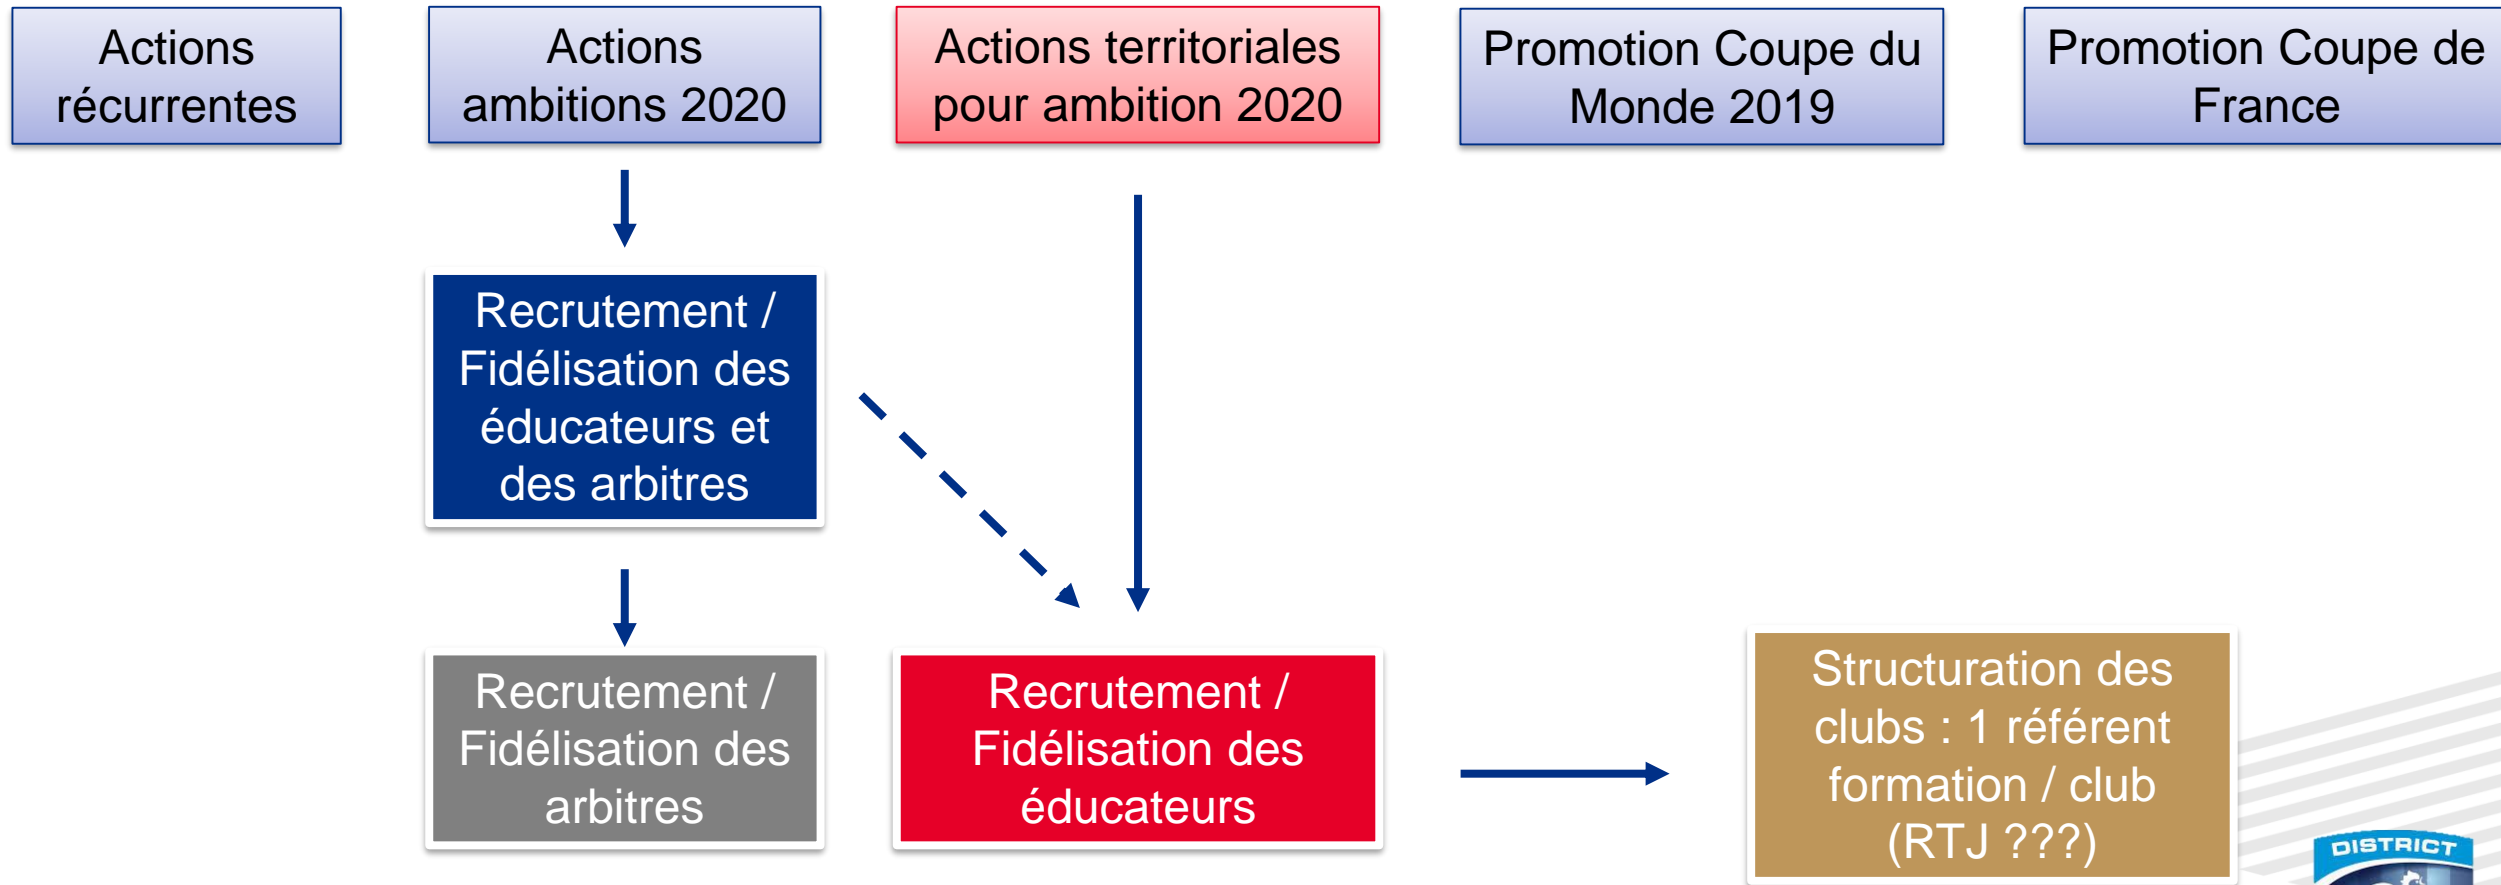 Actions
récurrentes
Actions
ambitions 2020
Actions territoriales
pour ambition 2020
Promotion Coupe du
Monde 2019
Promotion Coupe de
France
Recrutement /
Fidélisation des
éducateurs et
des arbitres
Recrutement /
Fidélisation des
arbitres
Recrutement /
Fidélisation des
éducateurs
Structuration des
clubs : 1 référent
formation / club
(RTJ ???)
DISTRICT